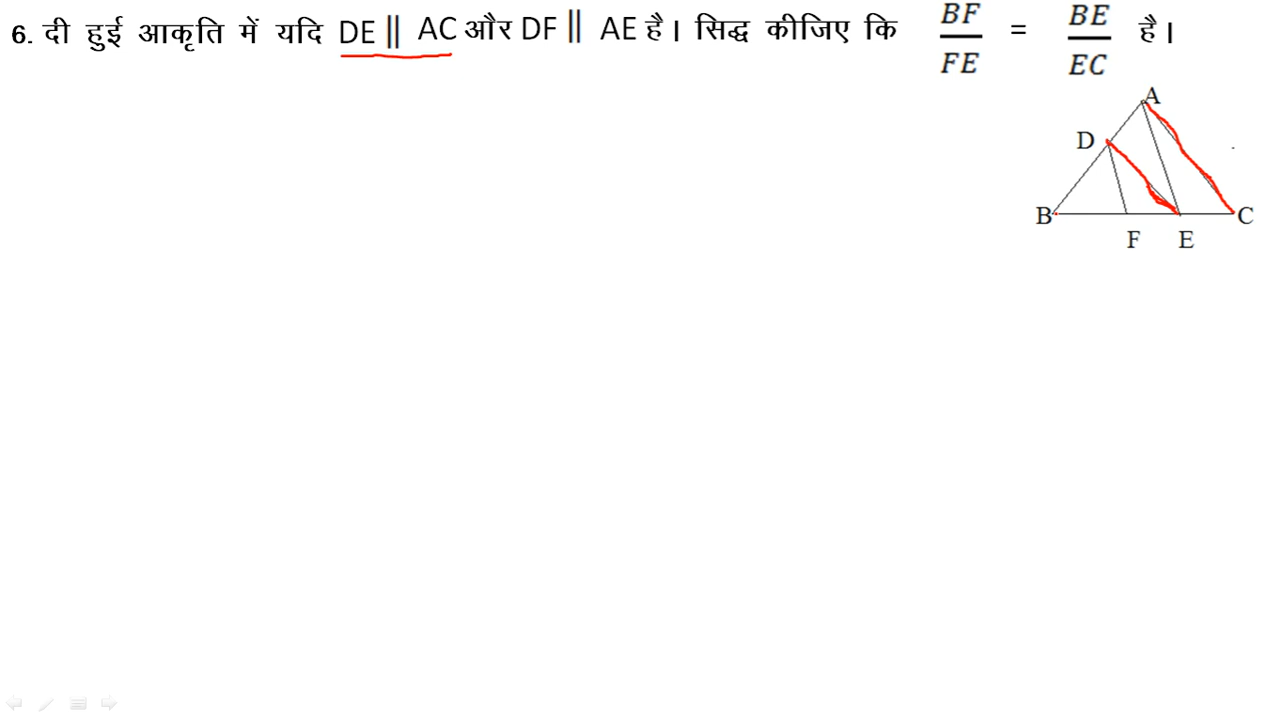 6. दी हुई आकृति में यदि DE || AC और DF || AE है। सिद्ध कीजिए कि BF/FE = BE/EC है।
A
D
B C
F E